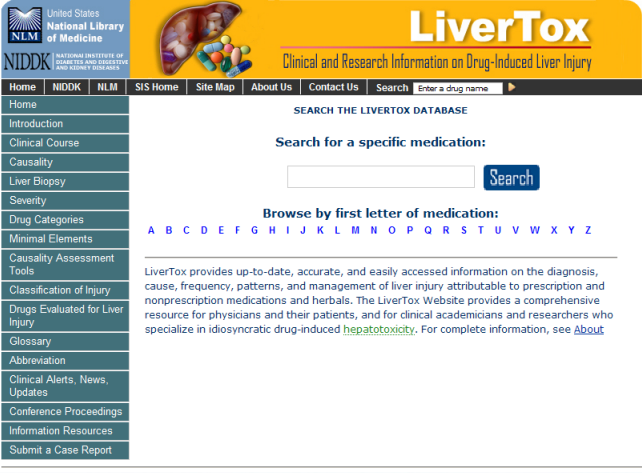 United States
National Library
of Medicine
NLM
NIDDK
NATIONAL INSTITUTE OF
DIABETES AND DIGESTIVE
AND KIDNEY DISEASES
LiverTox
Clinical and Research Information on Drug-Induced Liver Injury
Home NIDDK NLM SIS Home Site Map About Us Contact Us Search Enter a drug name
Home
Introduction
Clinical Course
Causality
Liver Biopsy
Severity
Drug Categories
Minimal Elements
Causality Assessment
Tools
Classification of Injury
Drugs Evaluated for Liver
Injury
Glossary
Abbreviation
Clinical Alerts, News,
Updates
Conference Proceedings
Information Resources
Submit a Case Report
SEARCH THE LIVERTOX DATABASE
Search for a specific medication:
Search
Browse by first letter of medication:
A B C D E F G H I J K L M N O P Q R S T U V W X Y Z
LiverTox provides up-to-date, accurate, and easily accessed information on the diagnosis,
cause, frequency, patterns, and management of liver injury attributable to prescription and
nonprescription medications and herbals. The LiverTox Website provides a comprehensive
resource for physicians and their patients, and for clinical academicians and researchers who
specialize in idiosyncratic drug-induced hepatotoxicity. For complete information, see About